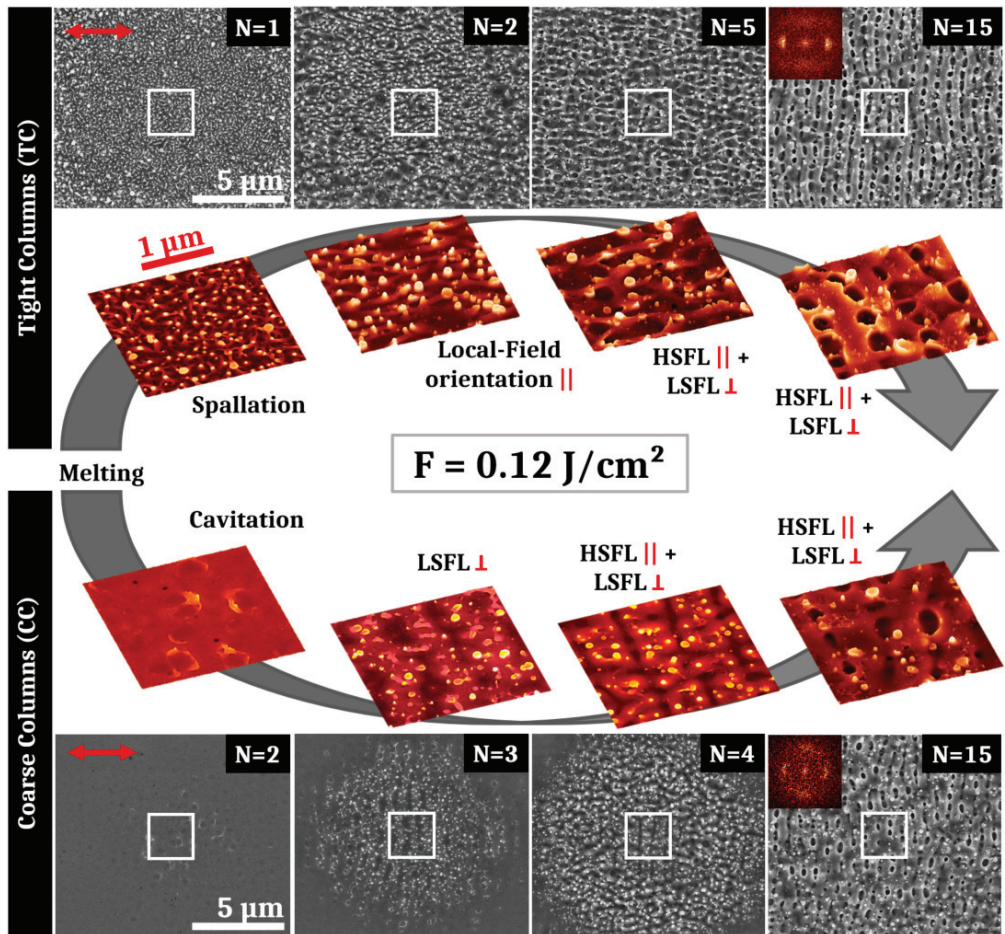 Tight Columns (TC)
N=1
N=2
N=5
N=15
5 μm
1 μm
Spallation
Local-Field
orientation ||
HSFL || +
LSFL ⊥
HSFL || +
LSFL ⊥
F = 0.12 J/cm²
Melting
Coarse Columns (CC)
Cavitation
LSFL ⊥
HSFL || +
LSFL ⊥
HSFL || +
LSFL ⊥
N=2
N=3
N=4
N=15
5 μm